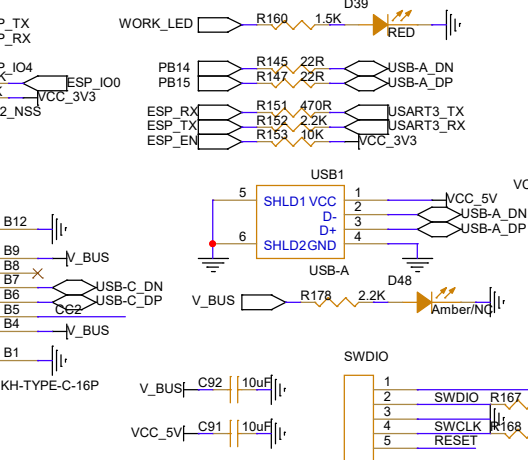 D39
P_TX
P_RX
WORK_LED R160 1.5K
RED
P_IO4
ESP_IO0
VCC_3V3
2_NSS
PB14 R145 22R USB-A_DN
PB15 R147 22R USB-A_DP
ESP_RX R151 470R USART3_TX
ESP_TX R152 2.2K USART3_RX
ESP_EN R153 10K VCC_3V3
USB1
VC
5 SHLD1 VCC 1 VCC_5V
D- 2 USB-A_DN
D+ 3 USB-A_DP
6 SHLD2 GND 4
USB-A
B12
B9 V_BUS
B8
B7 USB-C_DN
B6 USB-C_DP
B5 CC2
B4 V_BUS
B1
KH-TYPE-C-16P
D48
V_BUS R178 2.2K
Amber/NC
V_BUS C92 10uF
VCC_5V C91 10uF
SWDIO
1
2 SWDIO R167
3
4 SWCLK R168
5 RESET